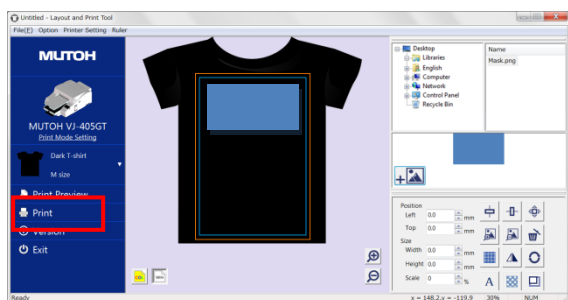 Untitled - Layout and Print Tool
File(F) Option Printer Setting Ruler
MUTOH
MUTOH VJ-405GT
Print Mode Setting
Dark T-shirt
M size
Print Preview
Print
Version
Exit
Desktop
Libraries
English
Computer
Network
Control Panel
Recycle Bin
Name
Mask.png
Position
Left 0.0 mm
Top 0.0 mm
Size
Width 0.0 mm
Height 0.0 mm
Scale 0 %
A
Ready
x = 148.2,y = -119.9 30% NUM